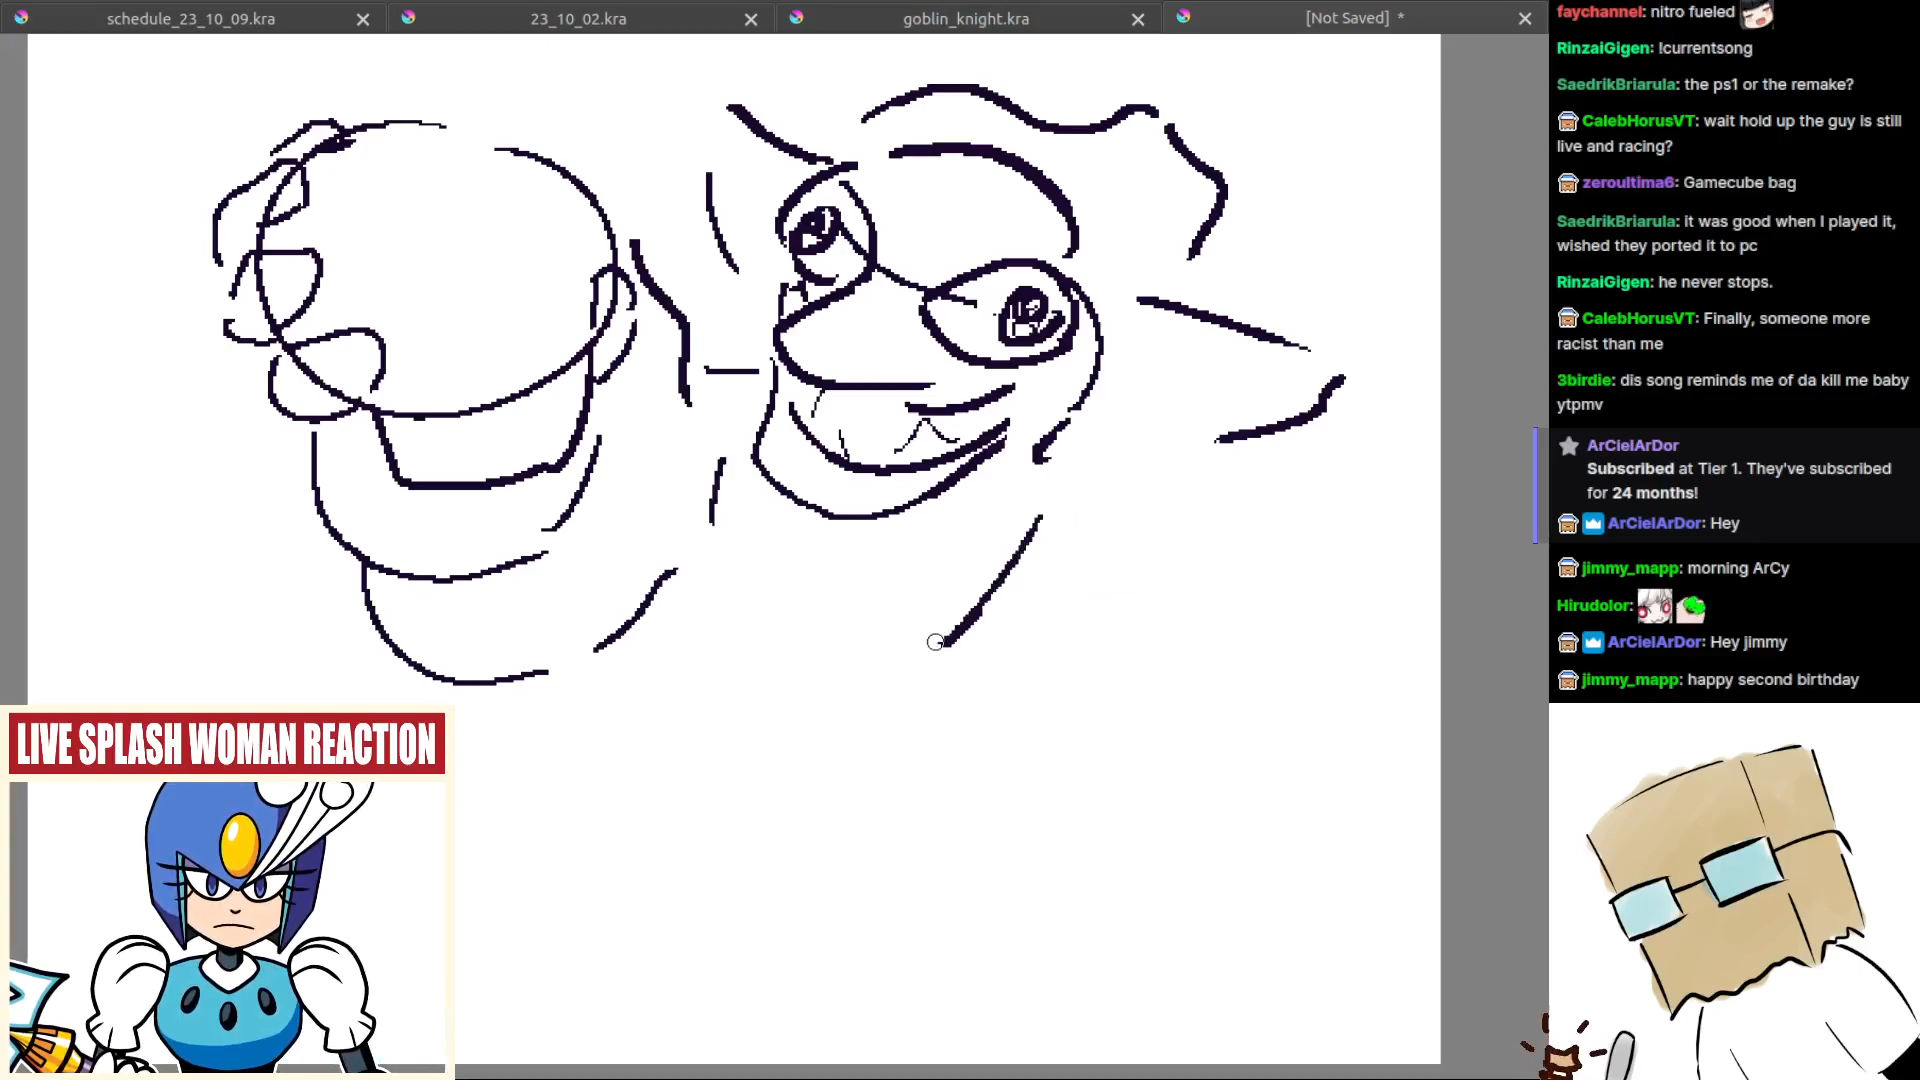 schedule_23_10_09.kra
23_10_02.kra
goblin_knight.kra
[Not Saved] *
faychannel: nitro fueled
RinzaiGigen: !currentsong
SaedrikBriarula: the ps1 or the remake?
CalebHorusVT: wait hold up the guy is still
live and racing?
zeroultima6: Gamecube bag
SaedrikBriarula: it was good when I played it,
wished they ported it to pc
RinzaiGigen: he never stops.
CalebHorusVT: Finally, someone more
racist than me
3birdie: dis song reminds me of da kill me baby
ytpmv
ArCielArDor
Subscribed at Tier 1. They've subscribed
for 24 months!
ArCielArDor: Hey
jimmy_mapp: morning ArCy
Hirudolor:
ArCielArDor: Hey jimmy
jimmy_mapp: happy second birthday
LIVE SPLASH WOMAN REACTION